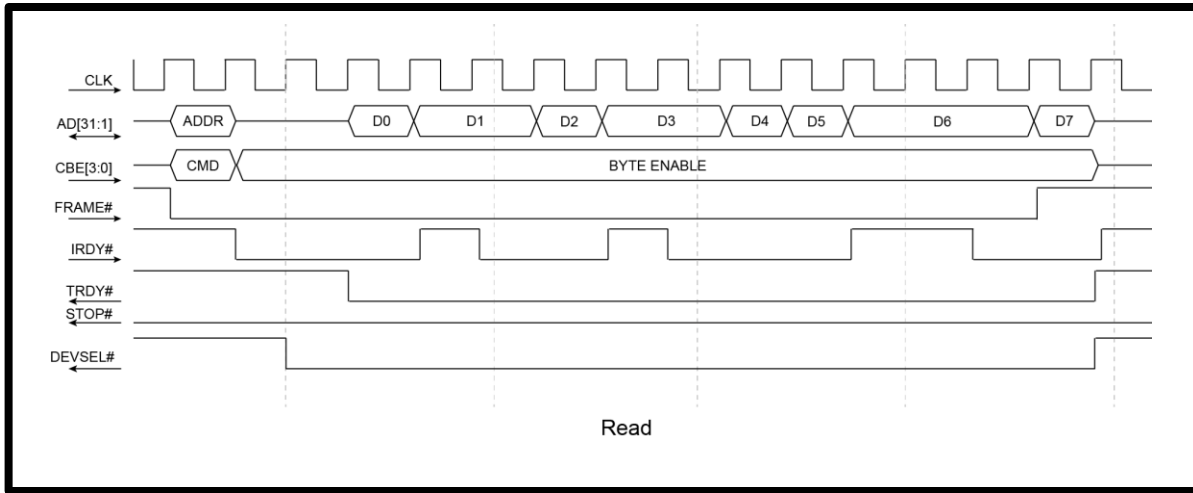 CLK
AD[31:1] ADDR D0 D1 D2 D3 D4 D5 D6 D7
CBE[3:0] CMD BYTE ENABLE
FRAME#
IRDY#
TRDY#
STOP#
DEVSEL#
Read